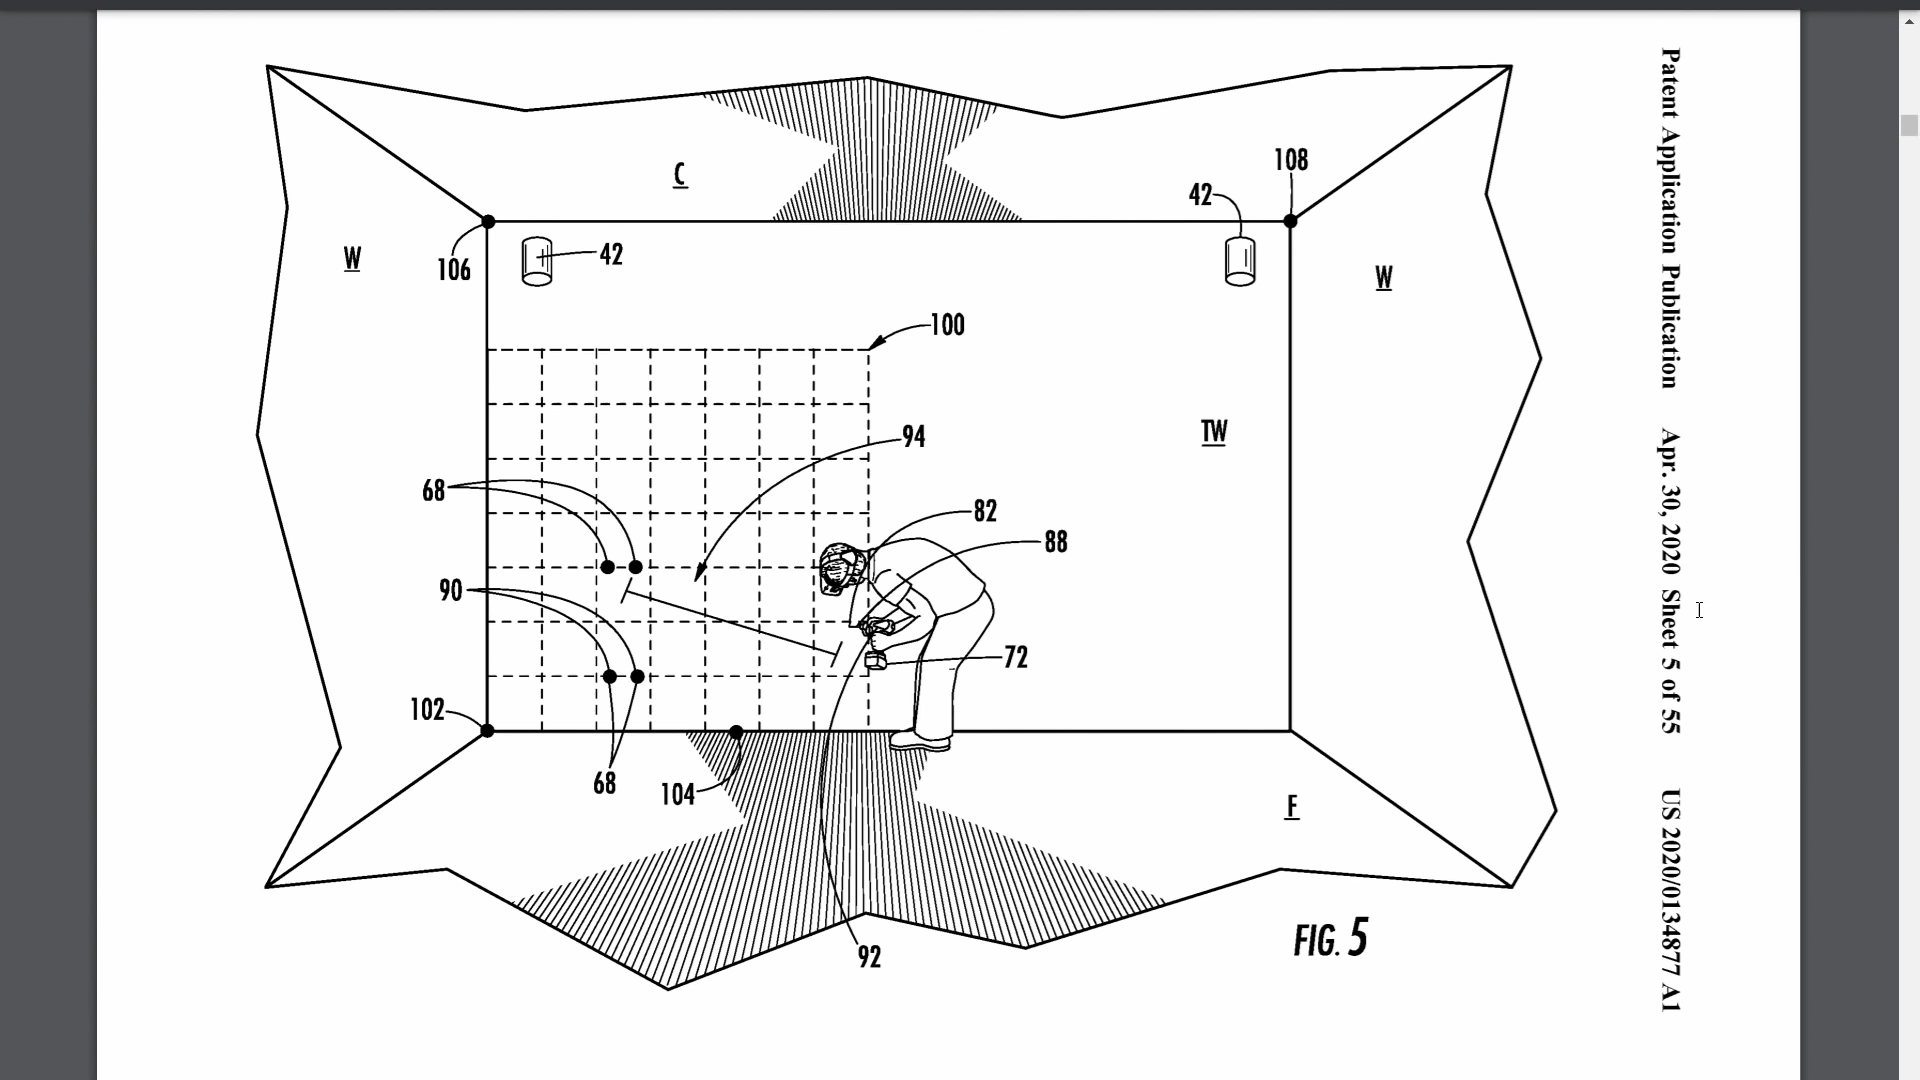 Patent Application Publication Apr. 30, 2020 Sheet 5 of 55 US 2020/0134877 A1
108
C
42
W
106
42
W
100
TW
94
68
82
88
90
72
102
68
104
F
92
FIG. 5